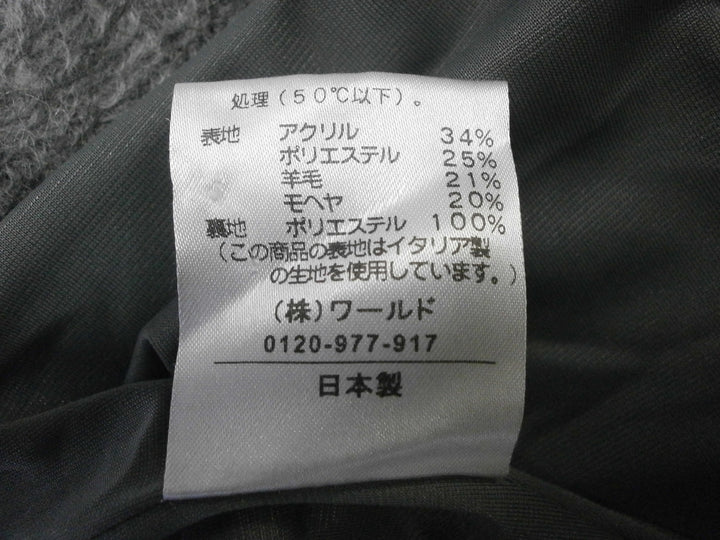 処理(50℃以下)。
表地 アクリル 34%
ポリエステル 25%
羊毛 21%
モヘヤ 20%
裏地 ポリエステル 100%
(この商品の表地はイタリア製
の生地を使用しています。)
(株)ワールド
0120-977-917
日本製